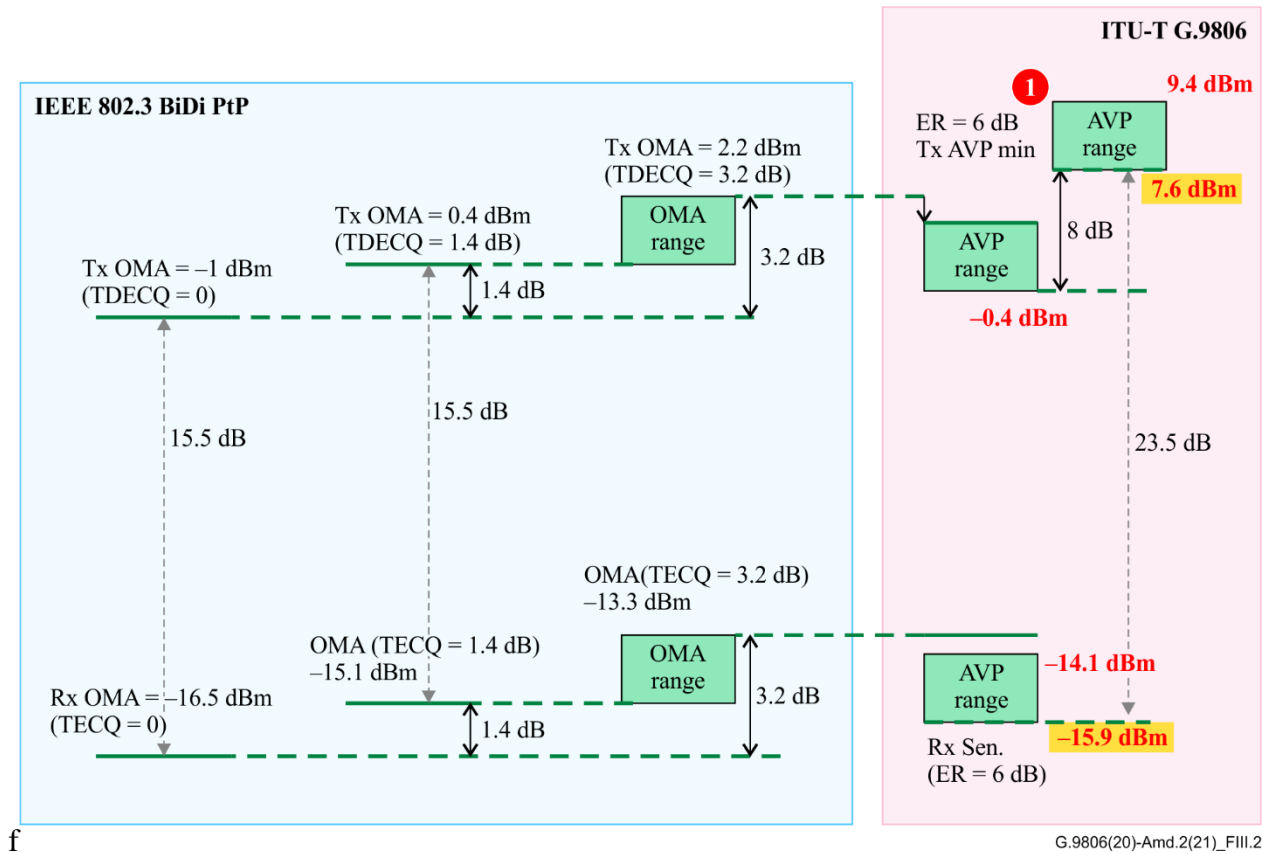 ITU-T G.9806
IEEE 802.3 BiDi PtP
1
9.4 dBm
ER = 6 dB
Tx AVP min
AVP
range
7.6 dBm
8 dB
AVP
range
–0.4 dBm
Tx OMA = 2.2 dBm
(TDECQ = 3.2 dB)
OMA
range
3.2 dB
Tx OMA = 0.4 dBm
(TDECQ = 1.4 dB)
1.4 dB
Tx OMA = –1 dBm
(TDECQ = 0)
15.5 dB
15.5 dB
23.5 dB
OMA(TECQ = 3.2 dB)
–13.3 dBm
OMA (TECQ = 1.4 dB)
–15.1 dBm
OMA
range
3.2 dB
Rx OMA = –16.5 dBm
(TECQ = 0)
1.4 dB
AVP
range
–14.1 dBm
–15.9 dBm
Rx Sen.
(ER = 6 dB)
f
G.9806(20)-Amd.2(21)_FIII.2